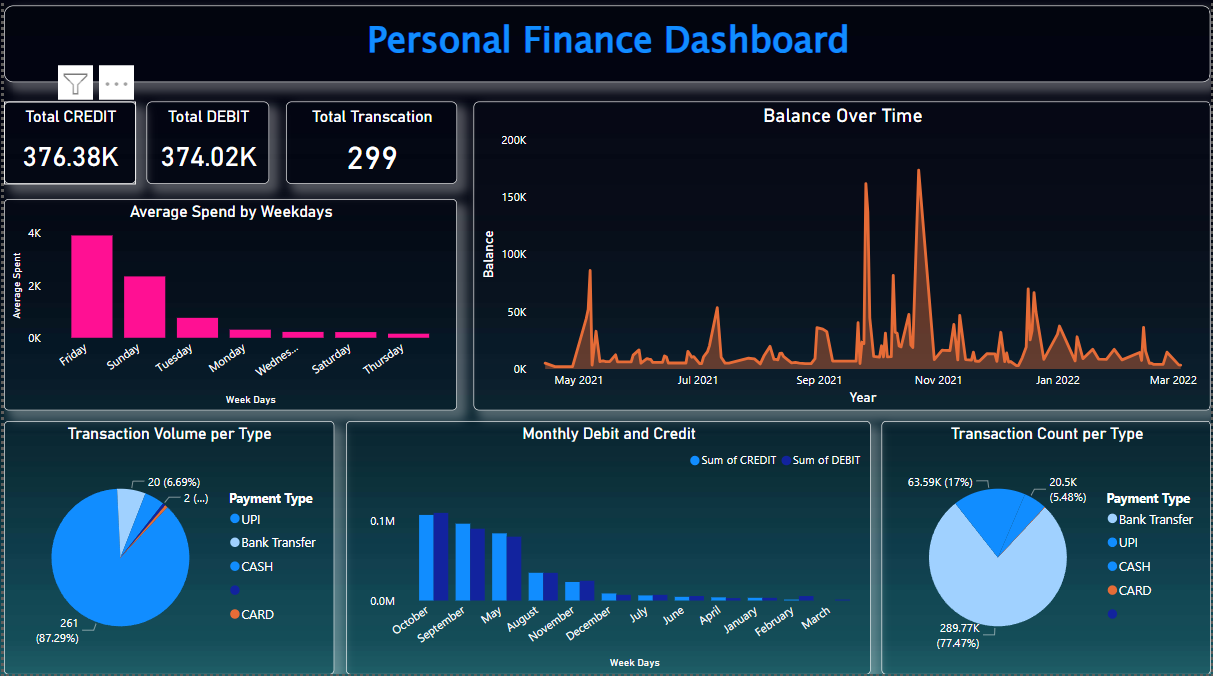 Personal Finance Dashboard
Total CREDIT
376.38K
Total DEBIT
374.02K
Total Transcation
299
Balance Over Time
200K
150K
100K
50K
0K
Balance
May 2021
Jul 2021
Sep 2021
Nov 2021
Jan 2022
Mar 2022
Year
Average Spend by Weekdays
4K
2K
0K
Average Spent
Friday
Sunday
Tuesday
Monday
Wednes...
Saturday
Thursday
Week Days
Transaction Volume per Type
20 (6.69%)
2 (...)
261
(87.29%)
Payment Type
UPI
Bank Transfer
CASH
CARD
Monthly Debit and Credit
Sum of CREDIT
Sum of DEBIT
0.1M
0.0M
October
September
May
August
November
December
July
June
April
January
February
March
Week Days
Transaction Count per Type
63.59K (17%)
20.5K
(5.48%)
289.77K
(77.47%)
Payment Type
Bank Transfer
UPI
CASH
CARD